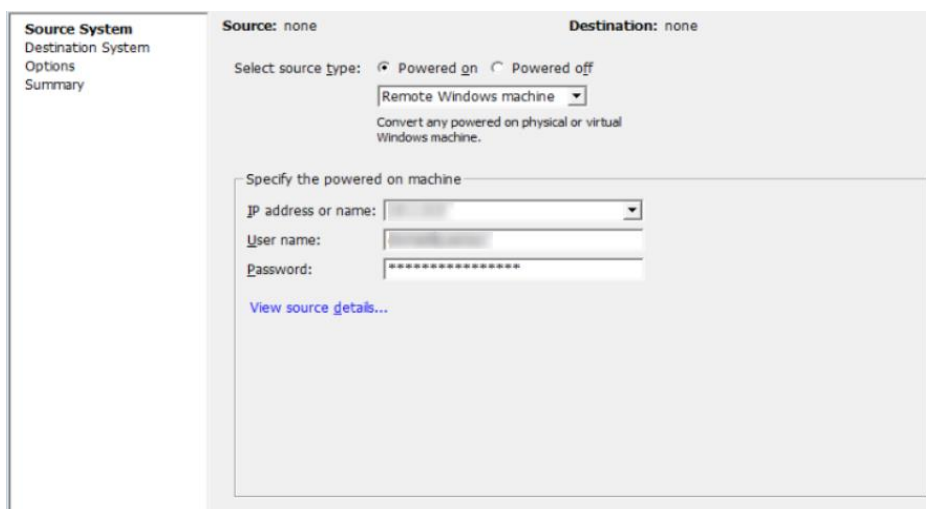 Source System
Destination System
Options
Summary
Source: none Destination: none
Select source type: Powered on Powered off
Remote Windows machine
Convert any powered on physical or virtual
Windows machine.
Specify the powered on machine
IP address or name:
User name:
Password: ****************
View source details...